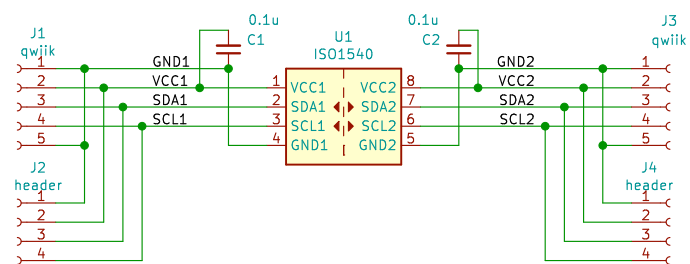 0.1u
C1
U1
ISO1540
0.1u
C2
J1
qwiik
1
2
3
4
5
GND1
VCC1
SDA1
SCL1
1 VCC1
2 SDA1
3 SCL1
4 GND1
VCC2 8
SDA2 7
SCL2 6
GND2 5
GND2
VCC2
SDA2
SCL2
J3
qwiik
1
2
3
4
5
J2
header
1
2
3
4
J4
header
1
2
3
4